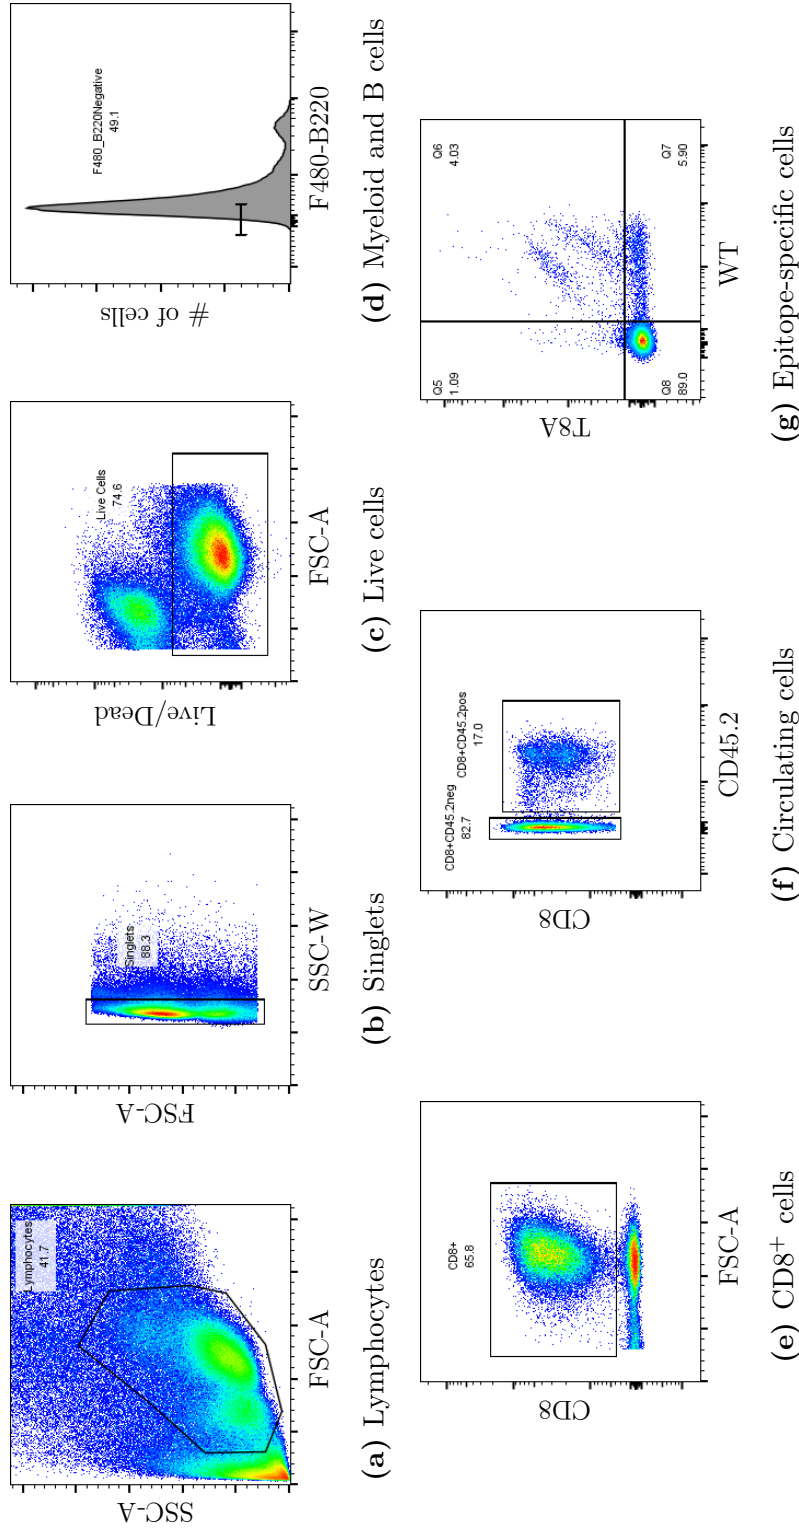 SSC-A
Lymphocytes
41.7
FSC-A
(a) Lymphocytes
FSC-A
Singlets
88.3
SSC-W
(b) Singlets
Live/Dead
Live Cells
74.6
FSC-A
(c) Live cells
# of cells
F480_B220Negative
49.1
F480-B220
(d) Myeloid and B cells
CD8
CD8+
65.8
FSC-A
(e) CD8+ cells
CD8
CD8+CD45.2neg
82.7
CD8+CD45.2pos
17.0
CD45.2
(f) Circulating cells
T8A
Q5
1.09
Q6
4.03
Q8
89.0
Q7
5.90
WT
(g) Epitope-specific cells